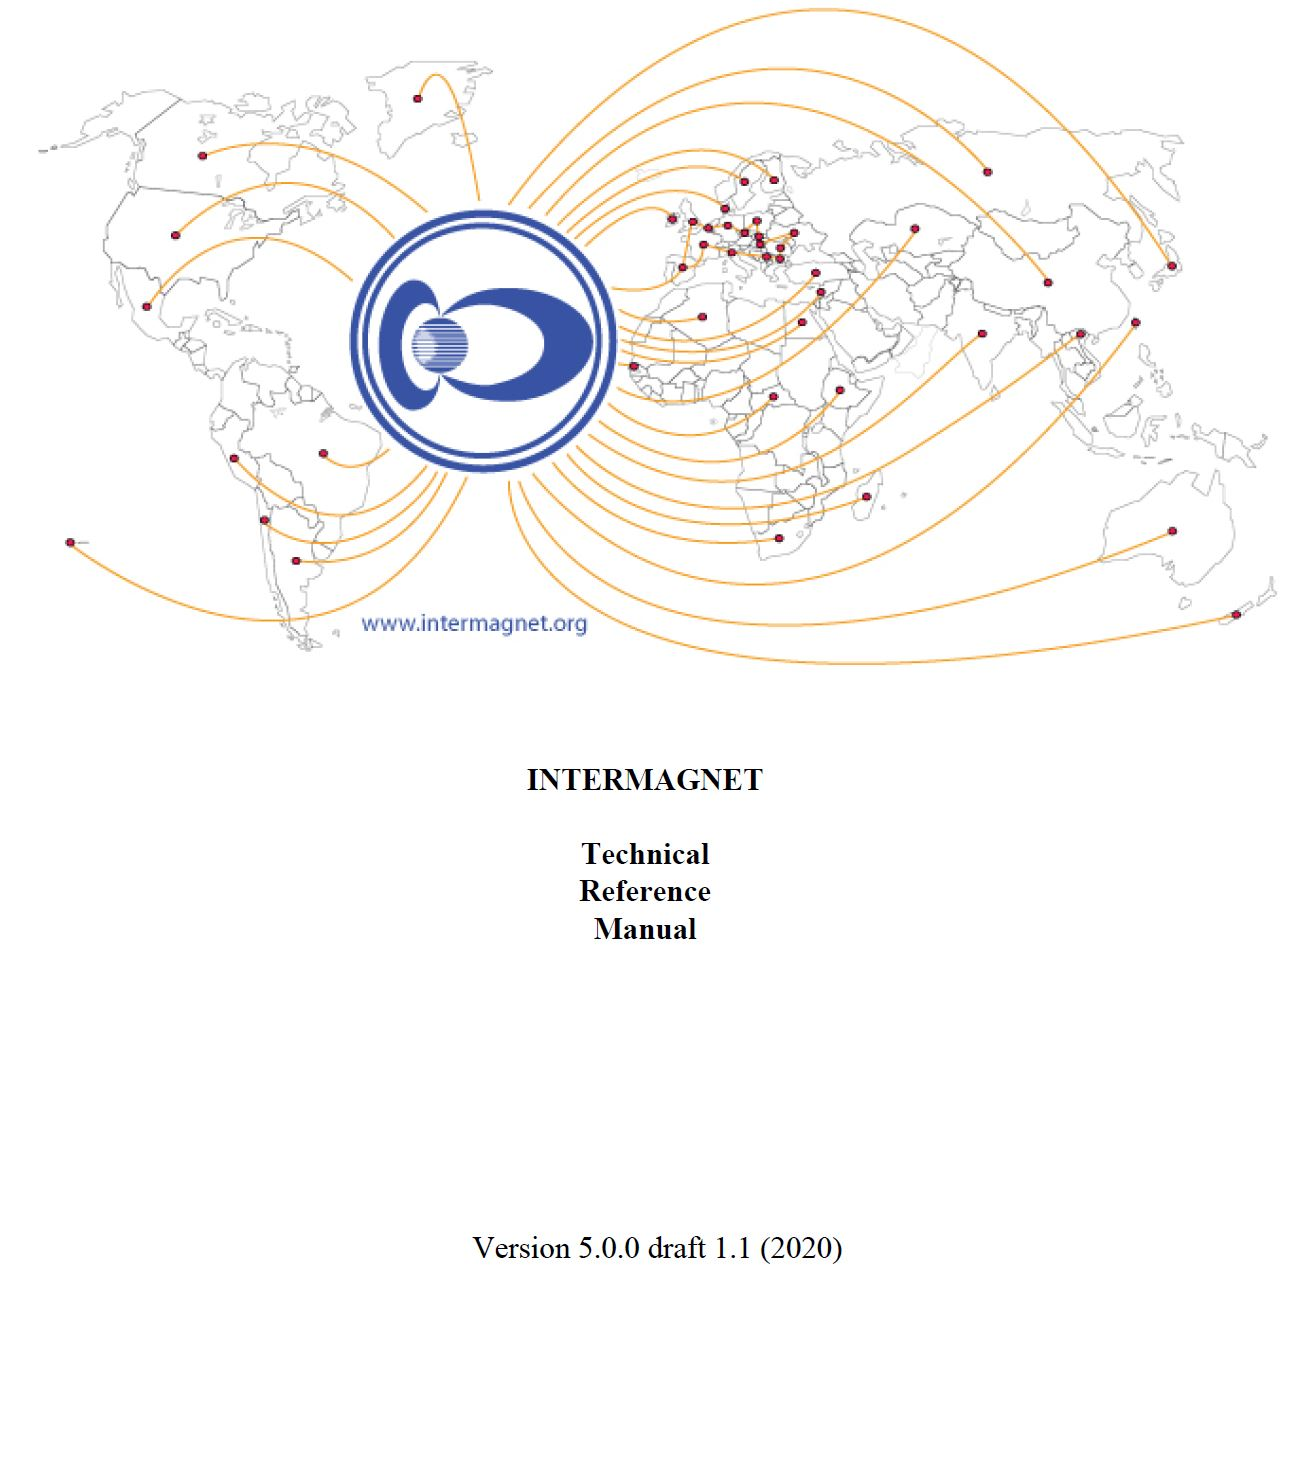 www.intermagnet.org
INTERMAGNET
Technical
Reference
Manual
Version 5.0.0 draft 1.1 (2020)